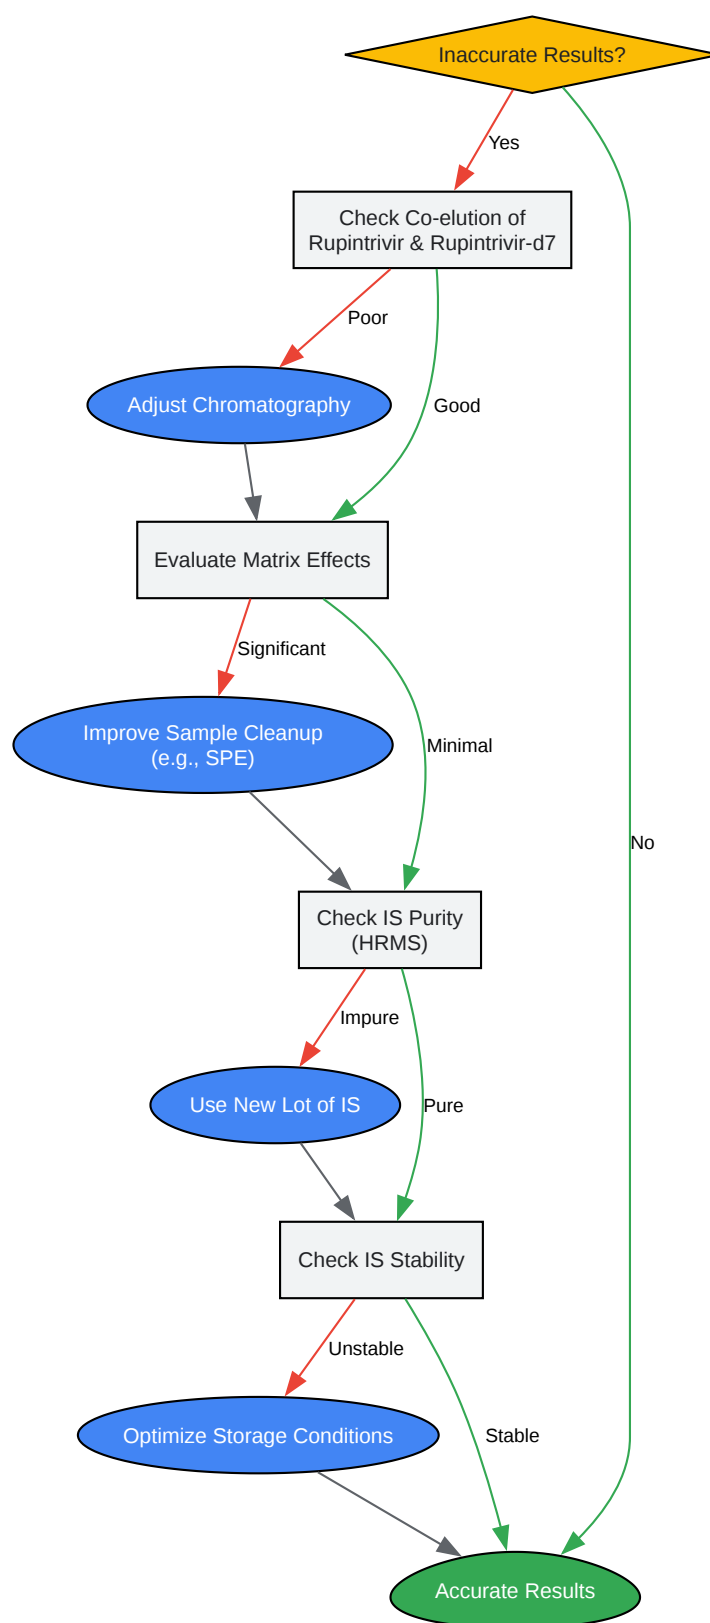 Inaccurate Results?
Yes
Check Co-elution of
Rupintrivir & Rupintrivir-d7
Poor
Adjust Chromatography
Good
Evaluate Matrix Effects
Significant
Improve Sample Cleanup
(e.g., SPE)
Minimal
No
Check IS Purity
(HRMS)
Impure
Use New Lot of IS
Pure
Check IS Stability
Unstable
Optimize Storage Conditions
Stable
Accurate Results